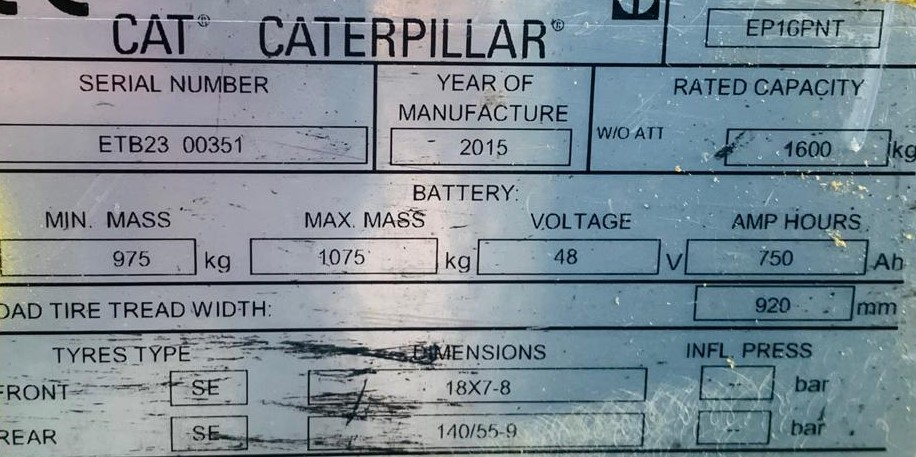 CAT® CATERPILLAR® EP16PNT
SERIAL NUMBER YEAR OF MANUFACTURE RATED CAPACITY
ETB23 00351 2015 W/O ATT 1600 kg
BATTERY:
MIN. MASS MAX. MASS VOLTAGE AMP HOURS
975 kg 1075 kg 48 V 750 Ah
OAD TIRE TREAD WIDTH: 920 mm
TYRES TYPE DIMENSIONS INFL. PRESS
FRONT SE 18X7-8 -- bar
REAR SE 140/55-9 -- bar